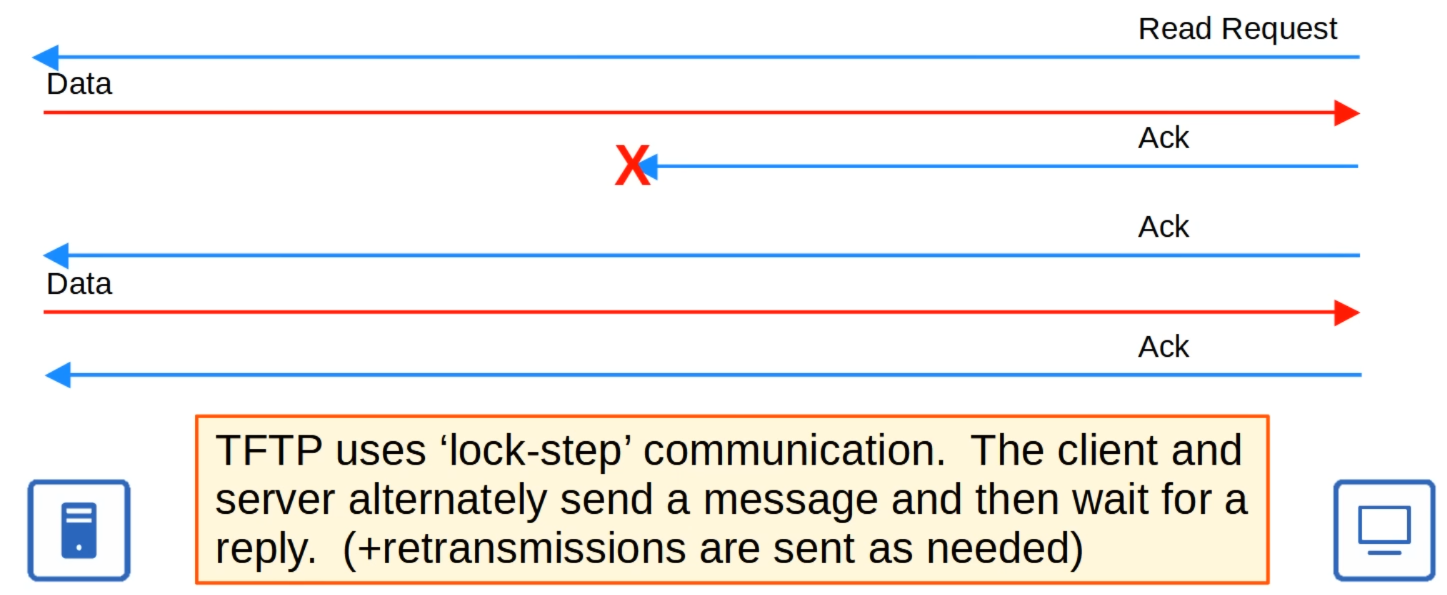 Read Request
Data
Ack
X
Ack
Data
Ack
TFTP uses ‘lock-step’ communication.  The client and
server alternately send a message and then wait for a
reply.  (+retransmissions are sent as needed)